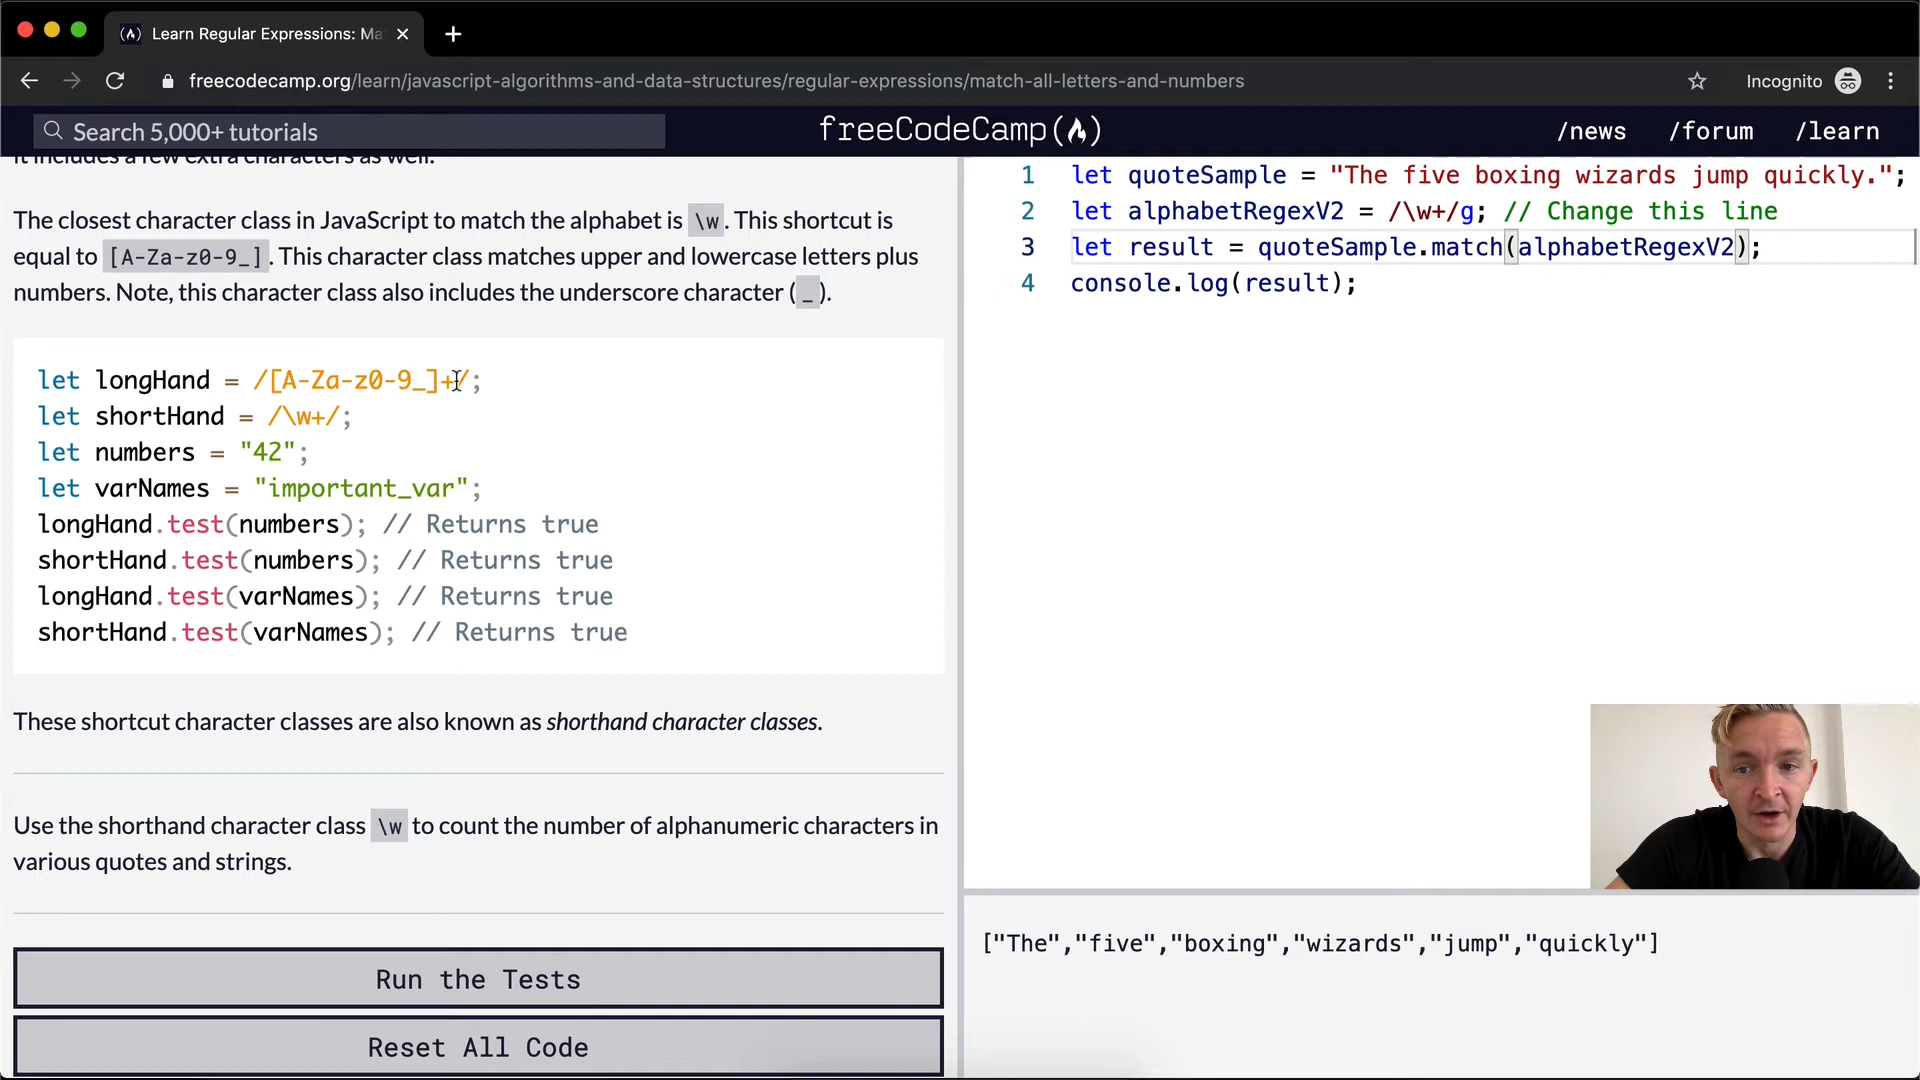 Learn Regular Expressions: Ma
freecodecamp.org/learn/javascript-algorithms-and-data-structures/regular-expressions/match-all-letters-and-numbers
Incognito
Search 5,000+ tutorials
freeCodeCamp
/news
/forum
/learn
it includes a few extra characters as well.
The closest character class in JavaScript to match the alphabet is \w. This shortcut is
equal to [A-Za-z0-9_]. This character class matches upper and lowercase letters plus
numbers. Note, this character class also includes the underscore character (_).
let longHand = /[A-Za-z0-9_]+/;
let shortHand = /\w+/;
let numbers = "42";
let varNames = "important_var";
longHand.test(numbers); // Returns true
shortHand.test(numbers); // Returns true
longHand.test(varNames); // Returns true
shortHand.test(varNames); // Returns true
These shortcut character classes are also known as shorthand character classes.
Use the shorthand character class \w to count the number of alphanumeric characters in
various quotes and strings.
Run the Tests
Reset All Code
1 let quoteSample = "The five boxing wizards jump quickly.";
2 let alphabetRegexV2 = /\w+/g; // Change this line
3 let result = quoteSample.match(alphabetRegexV2);
4 console.log(result);
["The","five","boxing","wizards","jump","quickly"]